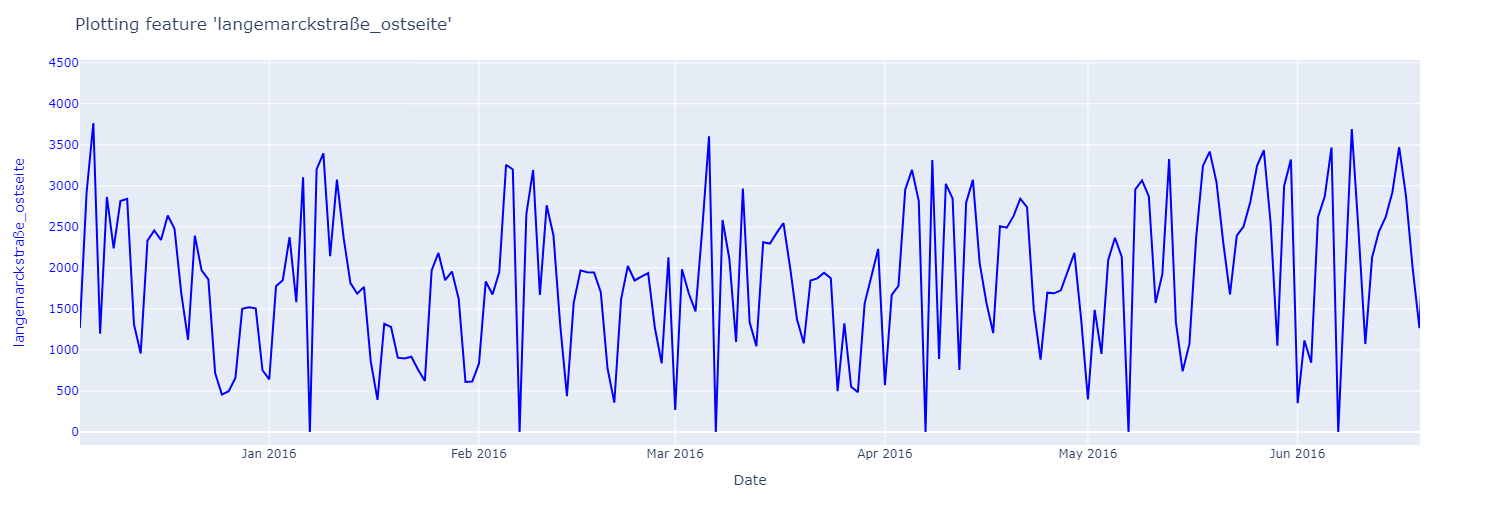 Plotting feature 'langemarckstraße_ostseite'
4500
4000
3500
3000
2500
2000
1500
1000
500
0
langemarckstraße_ostseite
Jan 2016
Feb 2016
Mar 2016
Apr 2016
May 2016
Jun 2016
Date